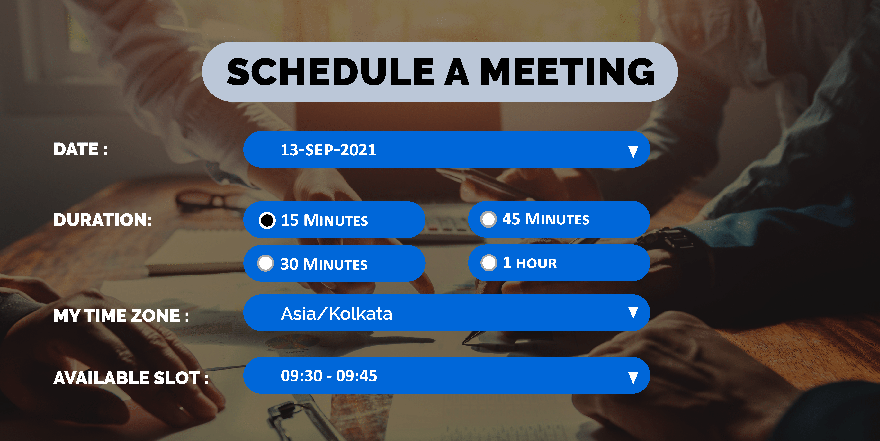 SCHEDULE A MEETING
DATE : 13-SEP-2021
DURATION: 15 MINUTES 45 MINUTES
30 MINUTES 1 HOUR
MY TIME ZONE : Asia/Kolkata
AVAILABLE SLOT : 09:30 - 09:45